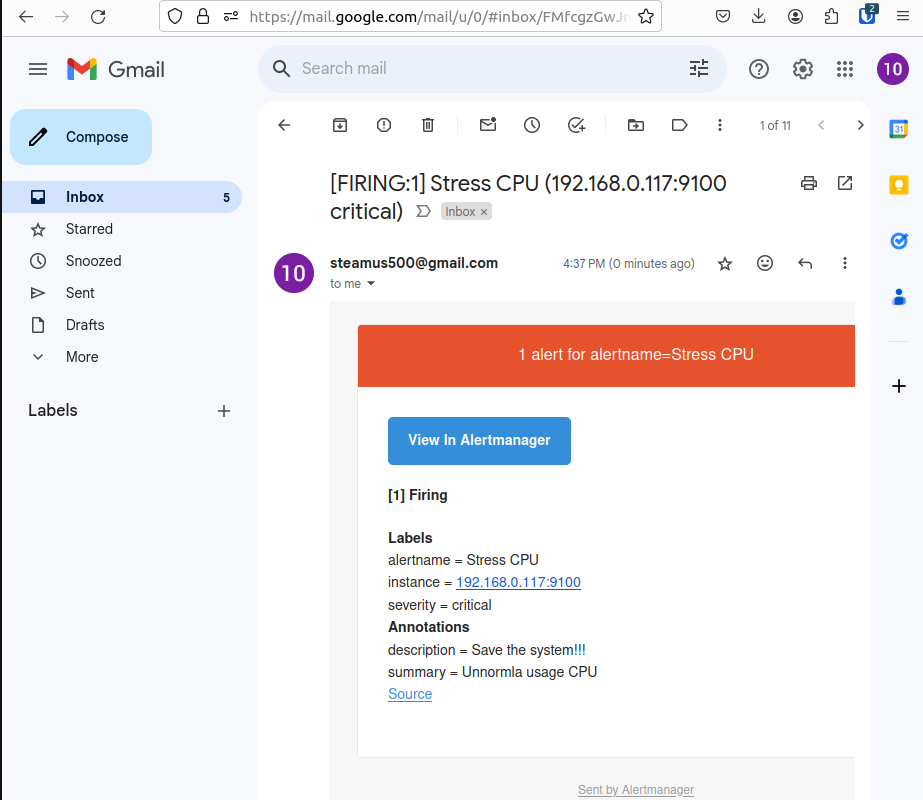 https://mail.google.com/mail/u/0/#inbox/FMfcgzGwJ
2
Gmail
Search mail
10
Compose
1 of 11
Inbox 5
Starred
Snoozed
Sent
Drafts
More
Labels
[FIRING:1] Stress CPU (192.168.0.117:9100
critical) Inbox ×
10
steamus500@gmail.com 4:37 PM (0 minutes ago)
to me
31
1 alert for alertname=Stress CPU
View In Alertmanager
[1] Firing
Labels
alertname = Stress CPU
instance = 192.168.0.117:9100
severity = critical
Annotations
description = Save the system!!!
summary = Unnormla usage CPU
Source
Sent by Alertmanager